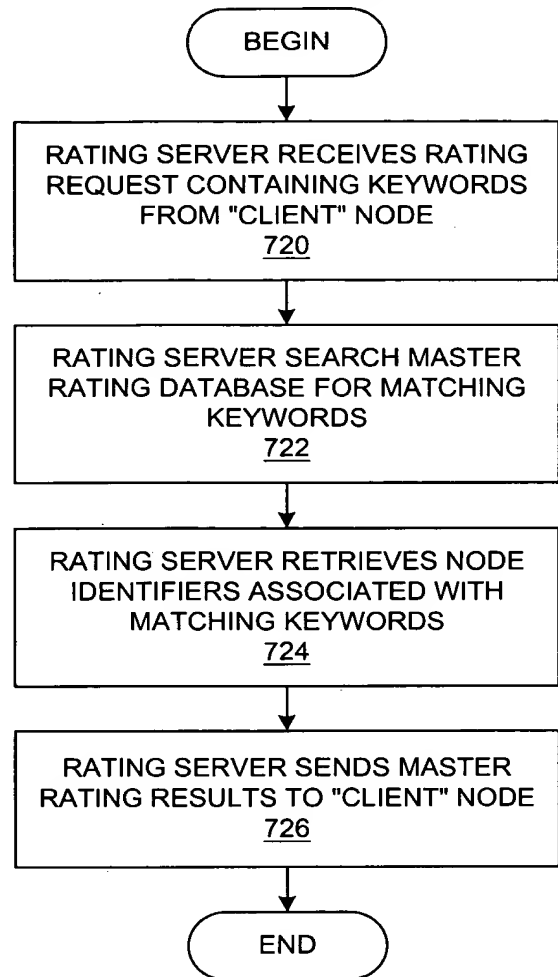 BEGIN
RATING SERVER RECEIVES RATING
REQUEST CONTAINING KEYWORDS
FROM "CLIENT" NODE
720
RATING SERVER SEARCH MASTER
RATING DATABASE FOR MATCHING
KEYWORDS
722
RATING SERVER RETRIEVES NODE
IDENTIFIERS ASSOCIATED WITH
MATCHING KEYWORDS
724
RATING SERVER SENDS MASTER
RATING RESULTS TO "CLIENT" NODE
726
END